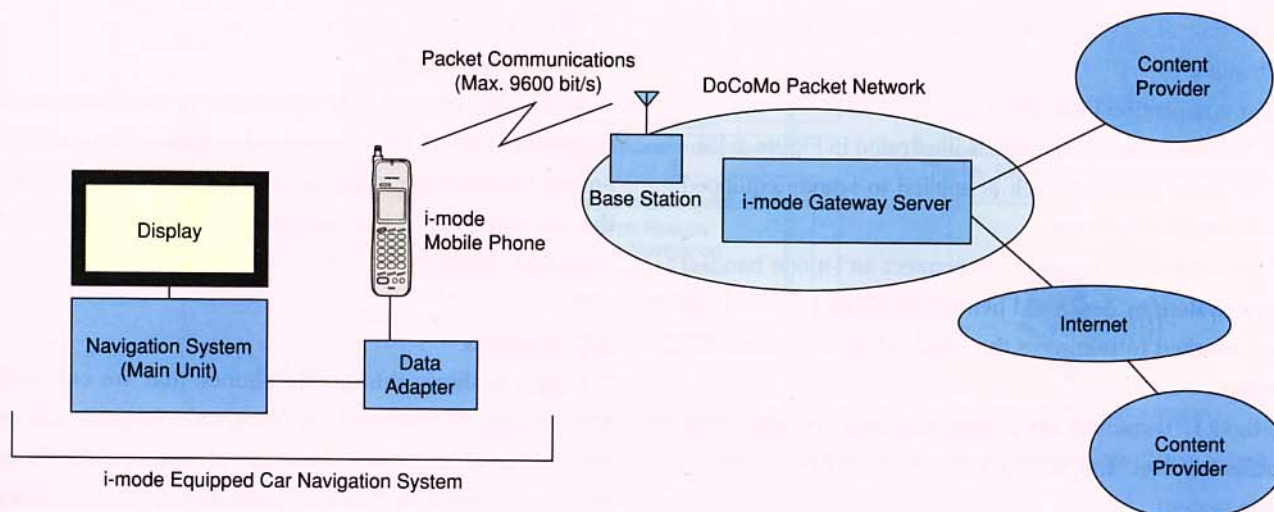 Packet Communications
(Max. 9600 bit/s)
DoCoMo Packet Network
Content
Provider
Base Station
i-mode Gateway Server
Display
i-mode
Mobile Phone
Navigation System
(Main Unit)
Data
Adapter
Internet
Content
Provider
i-mode Equipped Car Navigation System